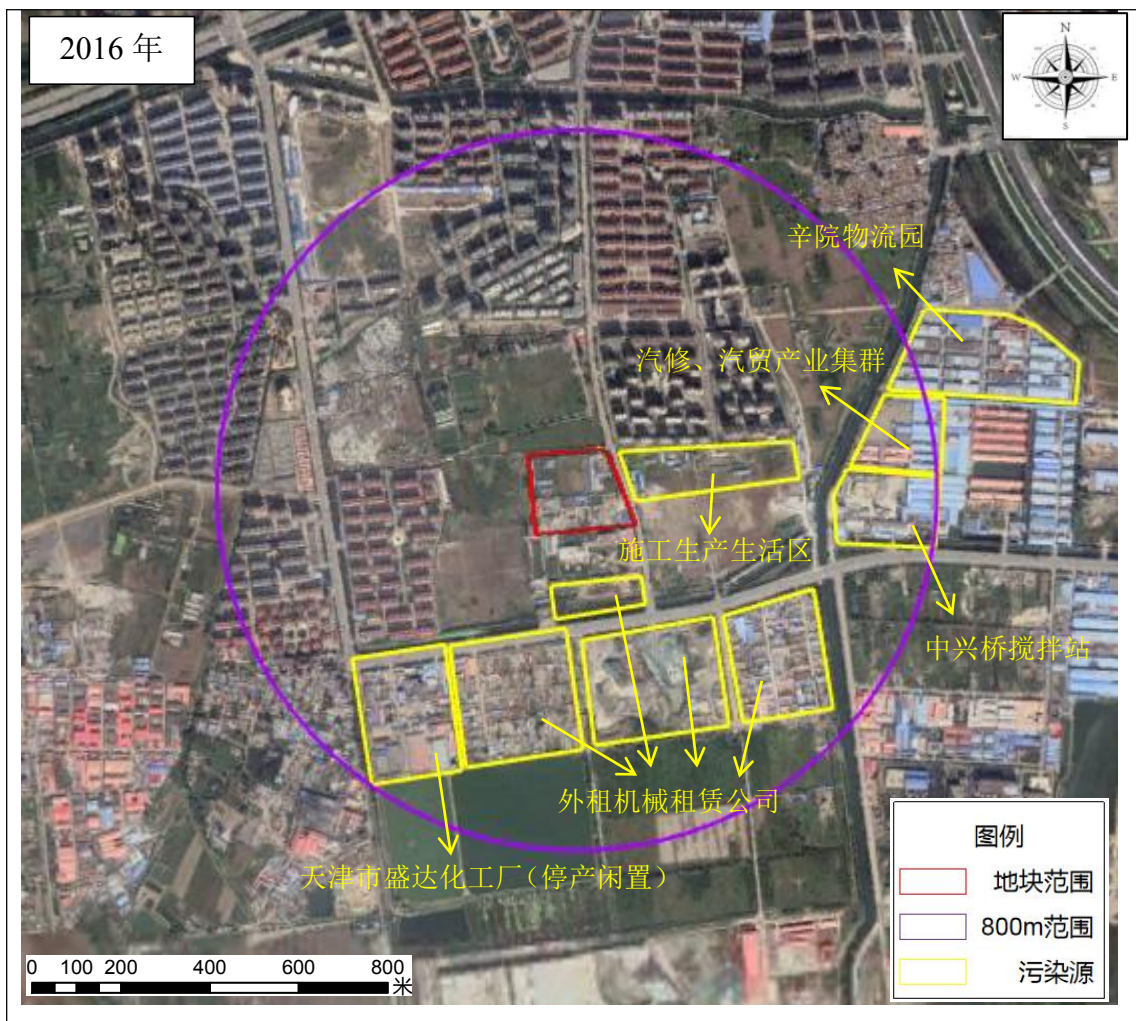 2016 年
N
W
E
S
辛院物流园
汽修、汽贸产业集群
施工生产生活区
中兴桥搅拌站
外租机械租赁公司
天津市盛达化工厂（停产闲置）
图例
地块范围
800m范围
污染源
0 100 200 400 600 800
米